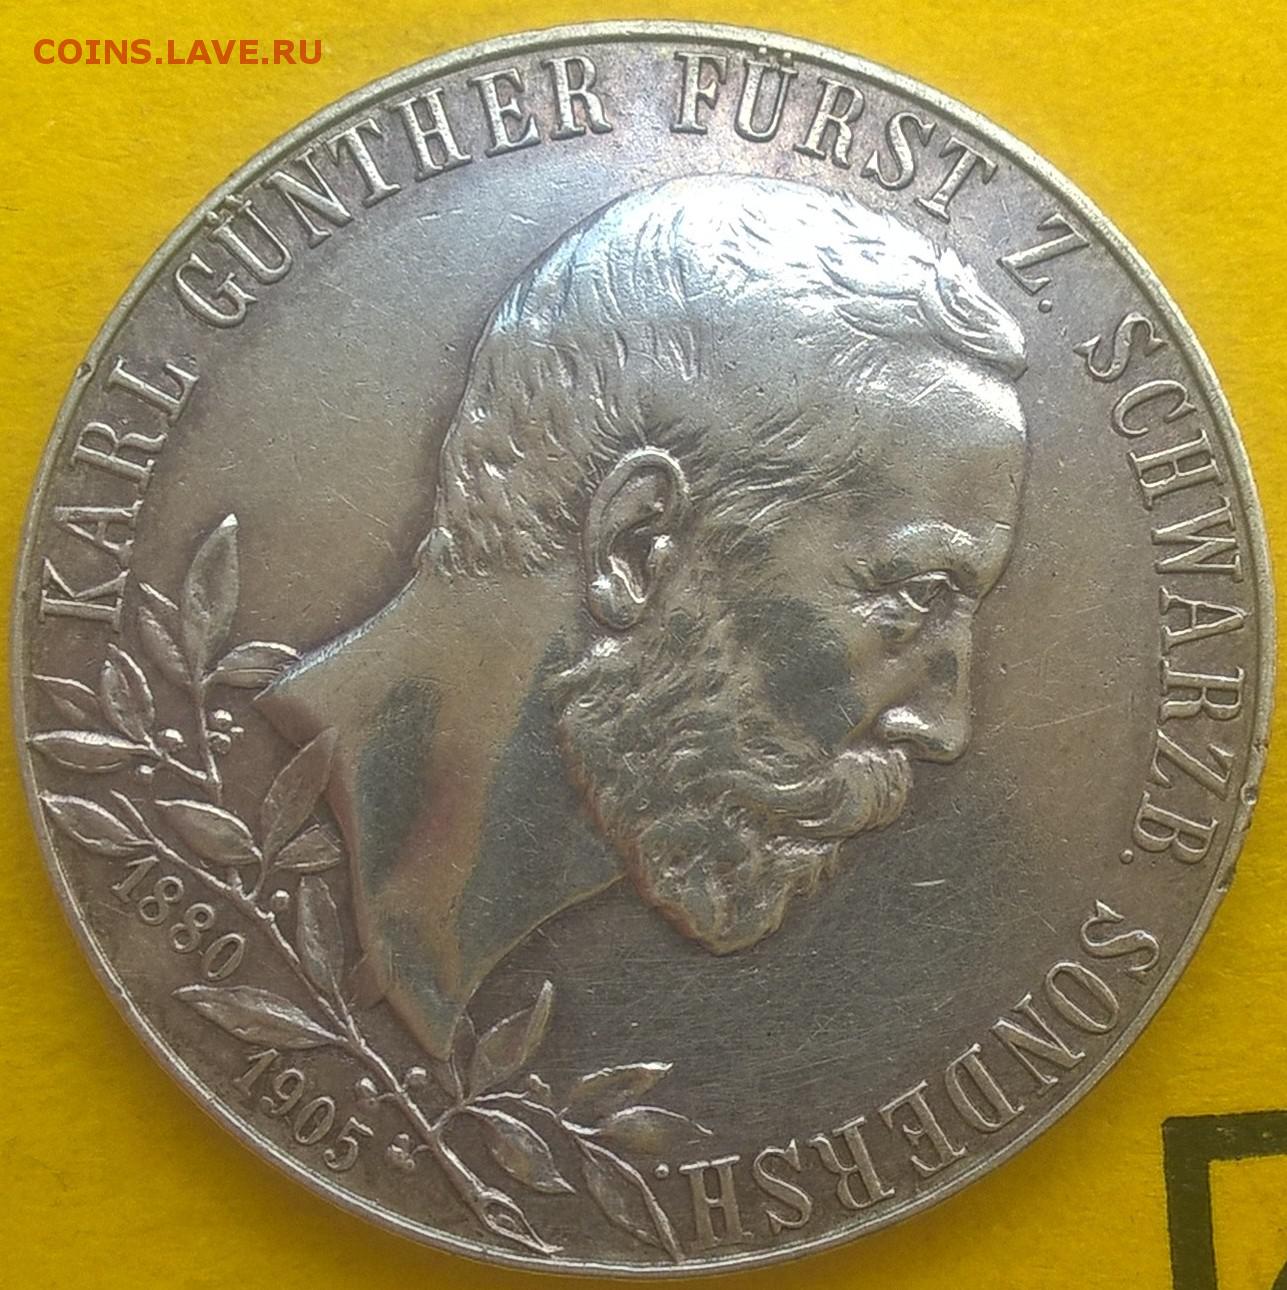 COINS.LAVE.RU
KARL GÜNTHER FÜRST Z. SCHWARZB. SONDERSH.
1880
1905